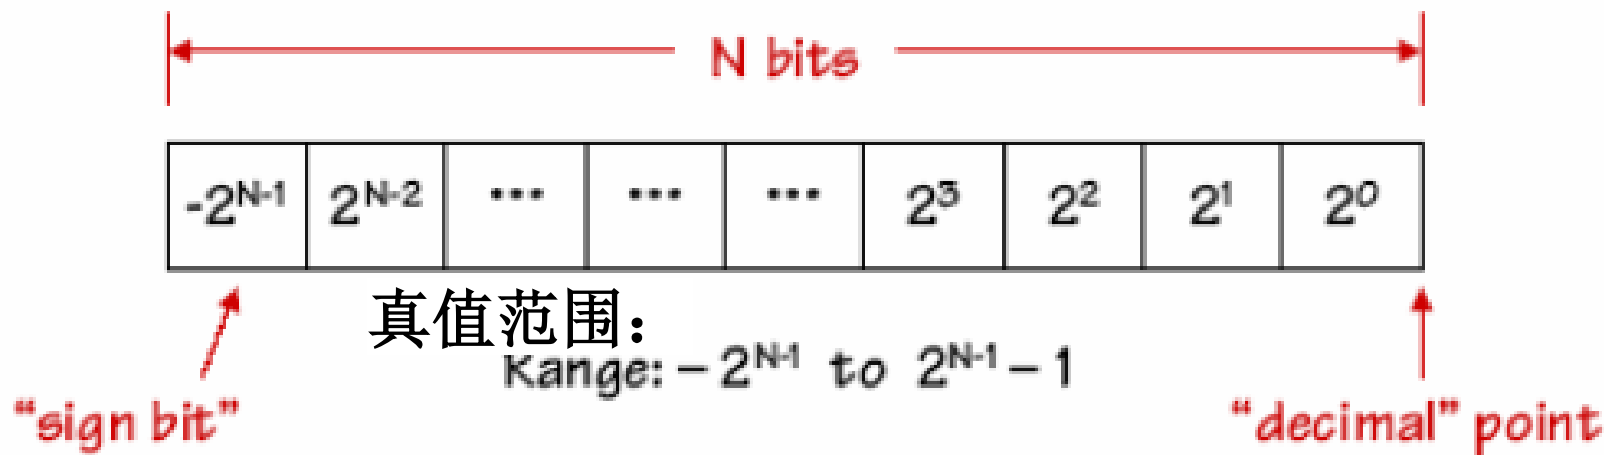 N bits
-2^N-1 2^N-2 ... ... ... 2^3 2^2 2^1 2^0
真值范围：
Range: – 2^N-1 to 2^N-1 – 1
“sign bit”
“decimal” point